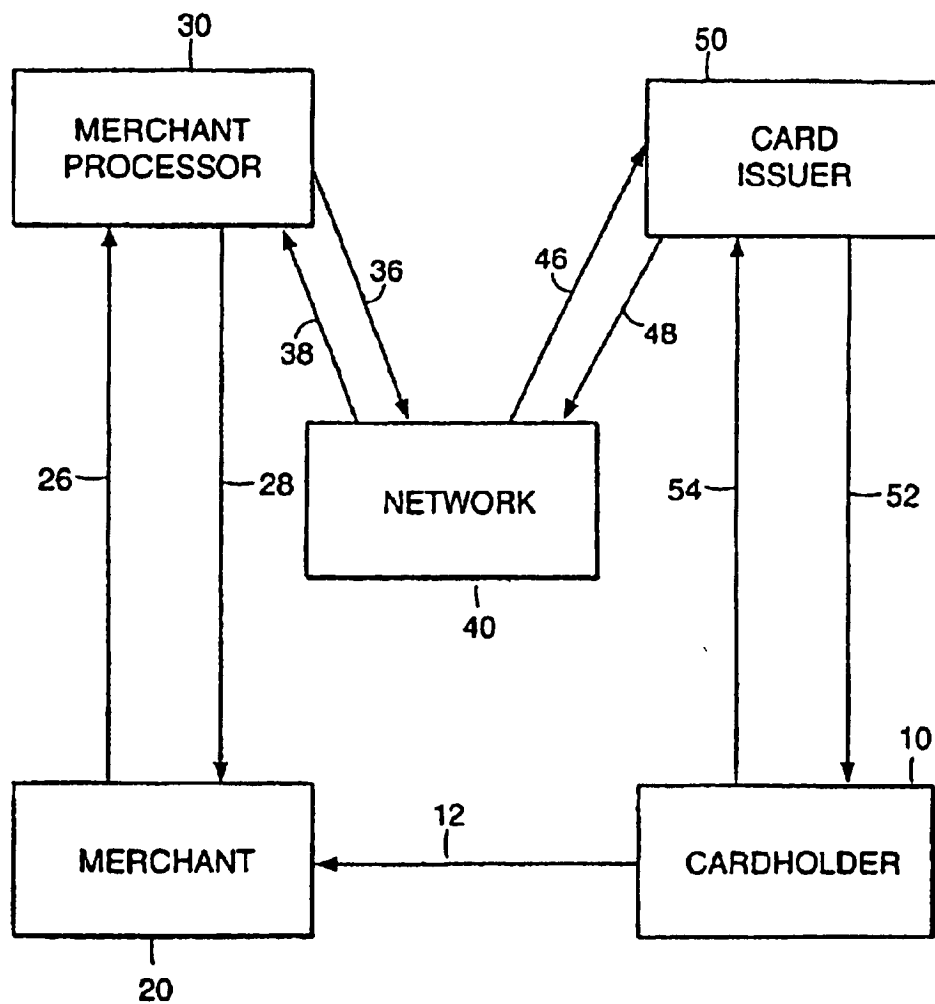 30
50
MERCHANT
PROCESSOR
CARD
ISSUER
36
46
38
48
26
28
NETWORK
54
52
40
10
12
MERCHANT
CARDHOLDER
20